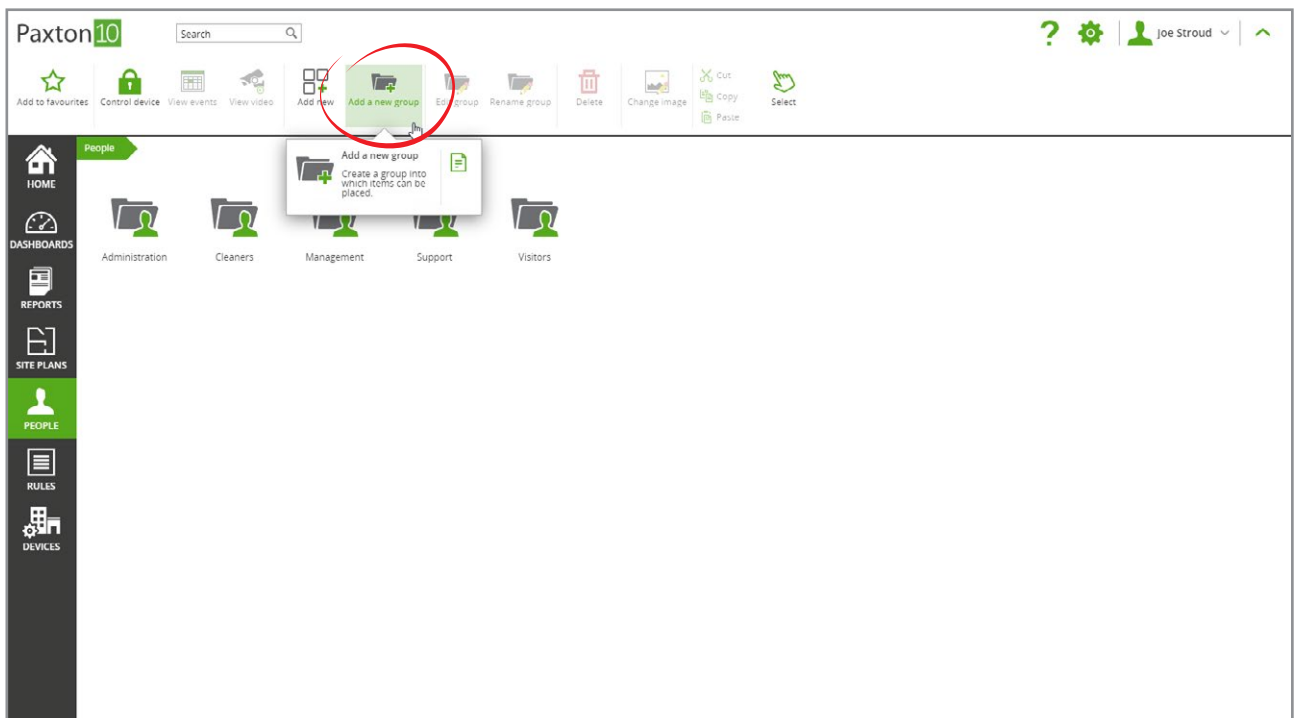 Paxton10
Search
Joe Stroud
Add to favourites
Control device
View events
View video
Add new
Add a new group
Edit group
Rename group
Delete
Change image
Cut
Copy
Paste
Select
HOME
DASHBOARDS
REPORTS
SITE PLANS
PEOPLE
RULES
DEVICES
People
Add a new group
Create a group into
which items can be
placed.
Administration
Cleaners
Management
Support
Visitors